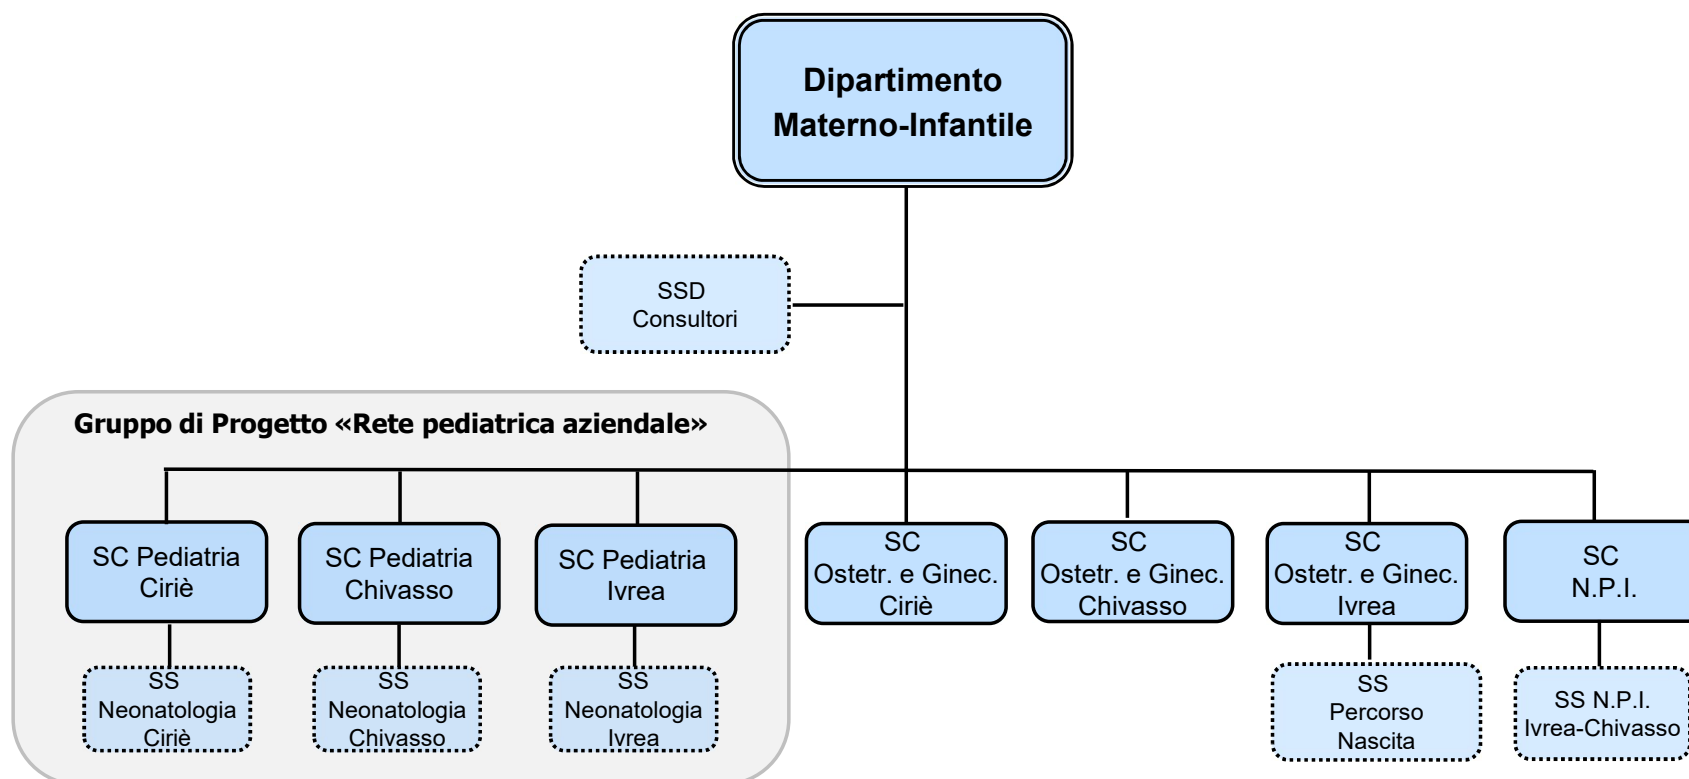 Dipartimento
Materno-Infantile
SSD
Consultori
Gruppo di Progetto «Rete pediatrica aziendale»
SC Pediatria
Ciriè
SC Pediatria
Chivasso
SC Pediatria
Ivrea
SC
Ostetr. e Ginec.
Ciriè
SC
Ostetr. e Ginec.
Chivasso
SC
Ostetr. e Ginec.
Ivrea
SC
N.P.I.
SS
Neonatologia
Ciriè
SS
Neonatologia
Chivasso
SS
Neonatologia
Ivrea
SS
Percorso
Nascita
SS N.P.I.
Ivrea-Chivasso